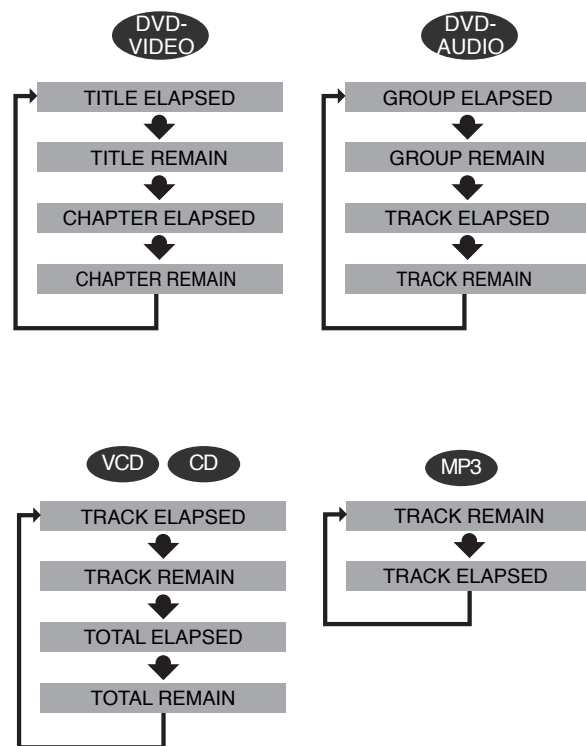 DVD-
VIDEO
TITLE ELAPSED
TITLE REMAIN
CHAPTER ELAPSED
CHAPTER REMAIN
DVD-
AUDIO
GROUP ELAPSED
GROUP REMAIN
TRACK ELAPSED
TRACK REMAIN
VCD
CD
TRACK ELAPSED
TRACK REMAIN
TOTAL ELAPSED
TOTAL REMAIN
MP3
TRACK REMAIN
TRACK ELAPSED